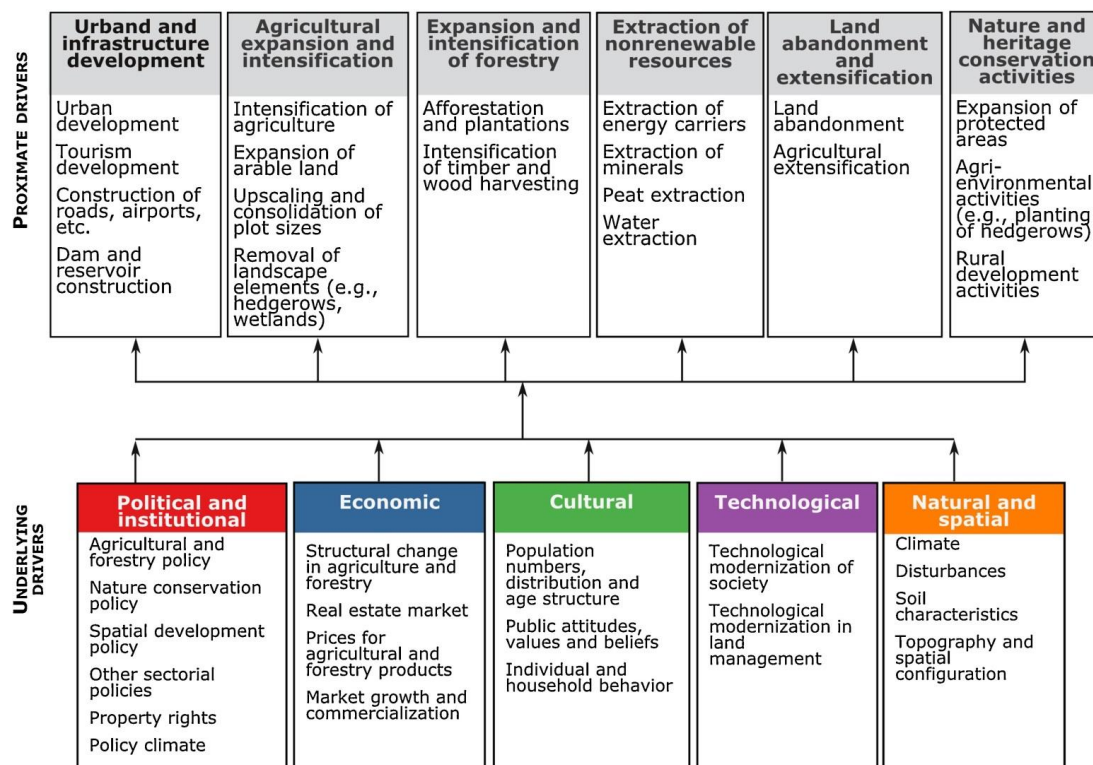 PROXIMATE DRIVERS
Urband and
infrastructure
development
Urban
development
Tourism
development
Construction of
roads, airports,
etc.
Dam and
reservoir
construction
Agricultural
expansion and
intensification
Intensification of
agriculture
Expansion of
arable land
Upscaling and
consolidation of
plot sizes
Removal of
landscape
elements (e.g.,
hedgerows,
wetlands)
Expansion and
intensification
of forestry
Afforestation
and plantations
Intensification
of timber and
wood harvesting
Extraction of
nonrenewable
resources
Extraction of
energy carriers
Extraction of
minerals
Peat extraction
Water
extraction
Land
abandonment
and
extensification
Land
abandonment
Agricultural
extensification
Nature and
heritage
conservation
activities
Expansion of
protected
areas
Agri-
environmental
activities
(e.g., planting
of hedgerows)
Rural
development
activities
UNDERLYING
DRIVERS
Political and
institutional
Agricultural and
forestry policy
Nature conservation
policy
Spatial development
policy
Other sectorial
policies
Property rights
Policy climate
Economic
Structural change
in agriculture and
forestry
Real estate market
Prices for
agricultural and
forestry products
Market growth and
commercialization
Cultural
Population
numbers,
distribution and
age structure
Public attitudes,
values and beliefs
Individual and
household behavior
Technological
Technological
modernization of
society
Technological
modernization in
land
management
Natural and
spatial
Climate
Disturbances
Soil
characteristics
Topography and
spatial
configuration